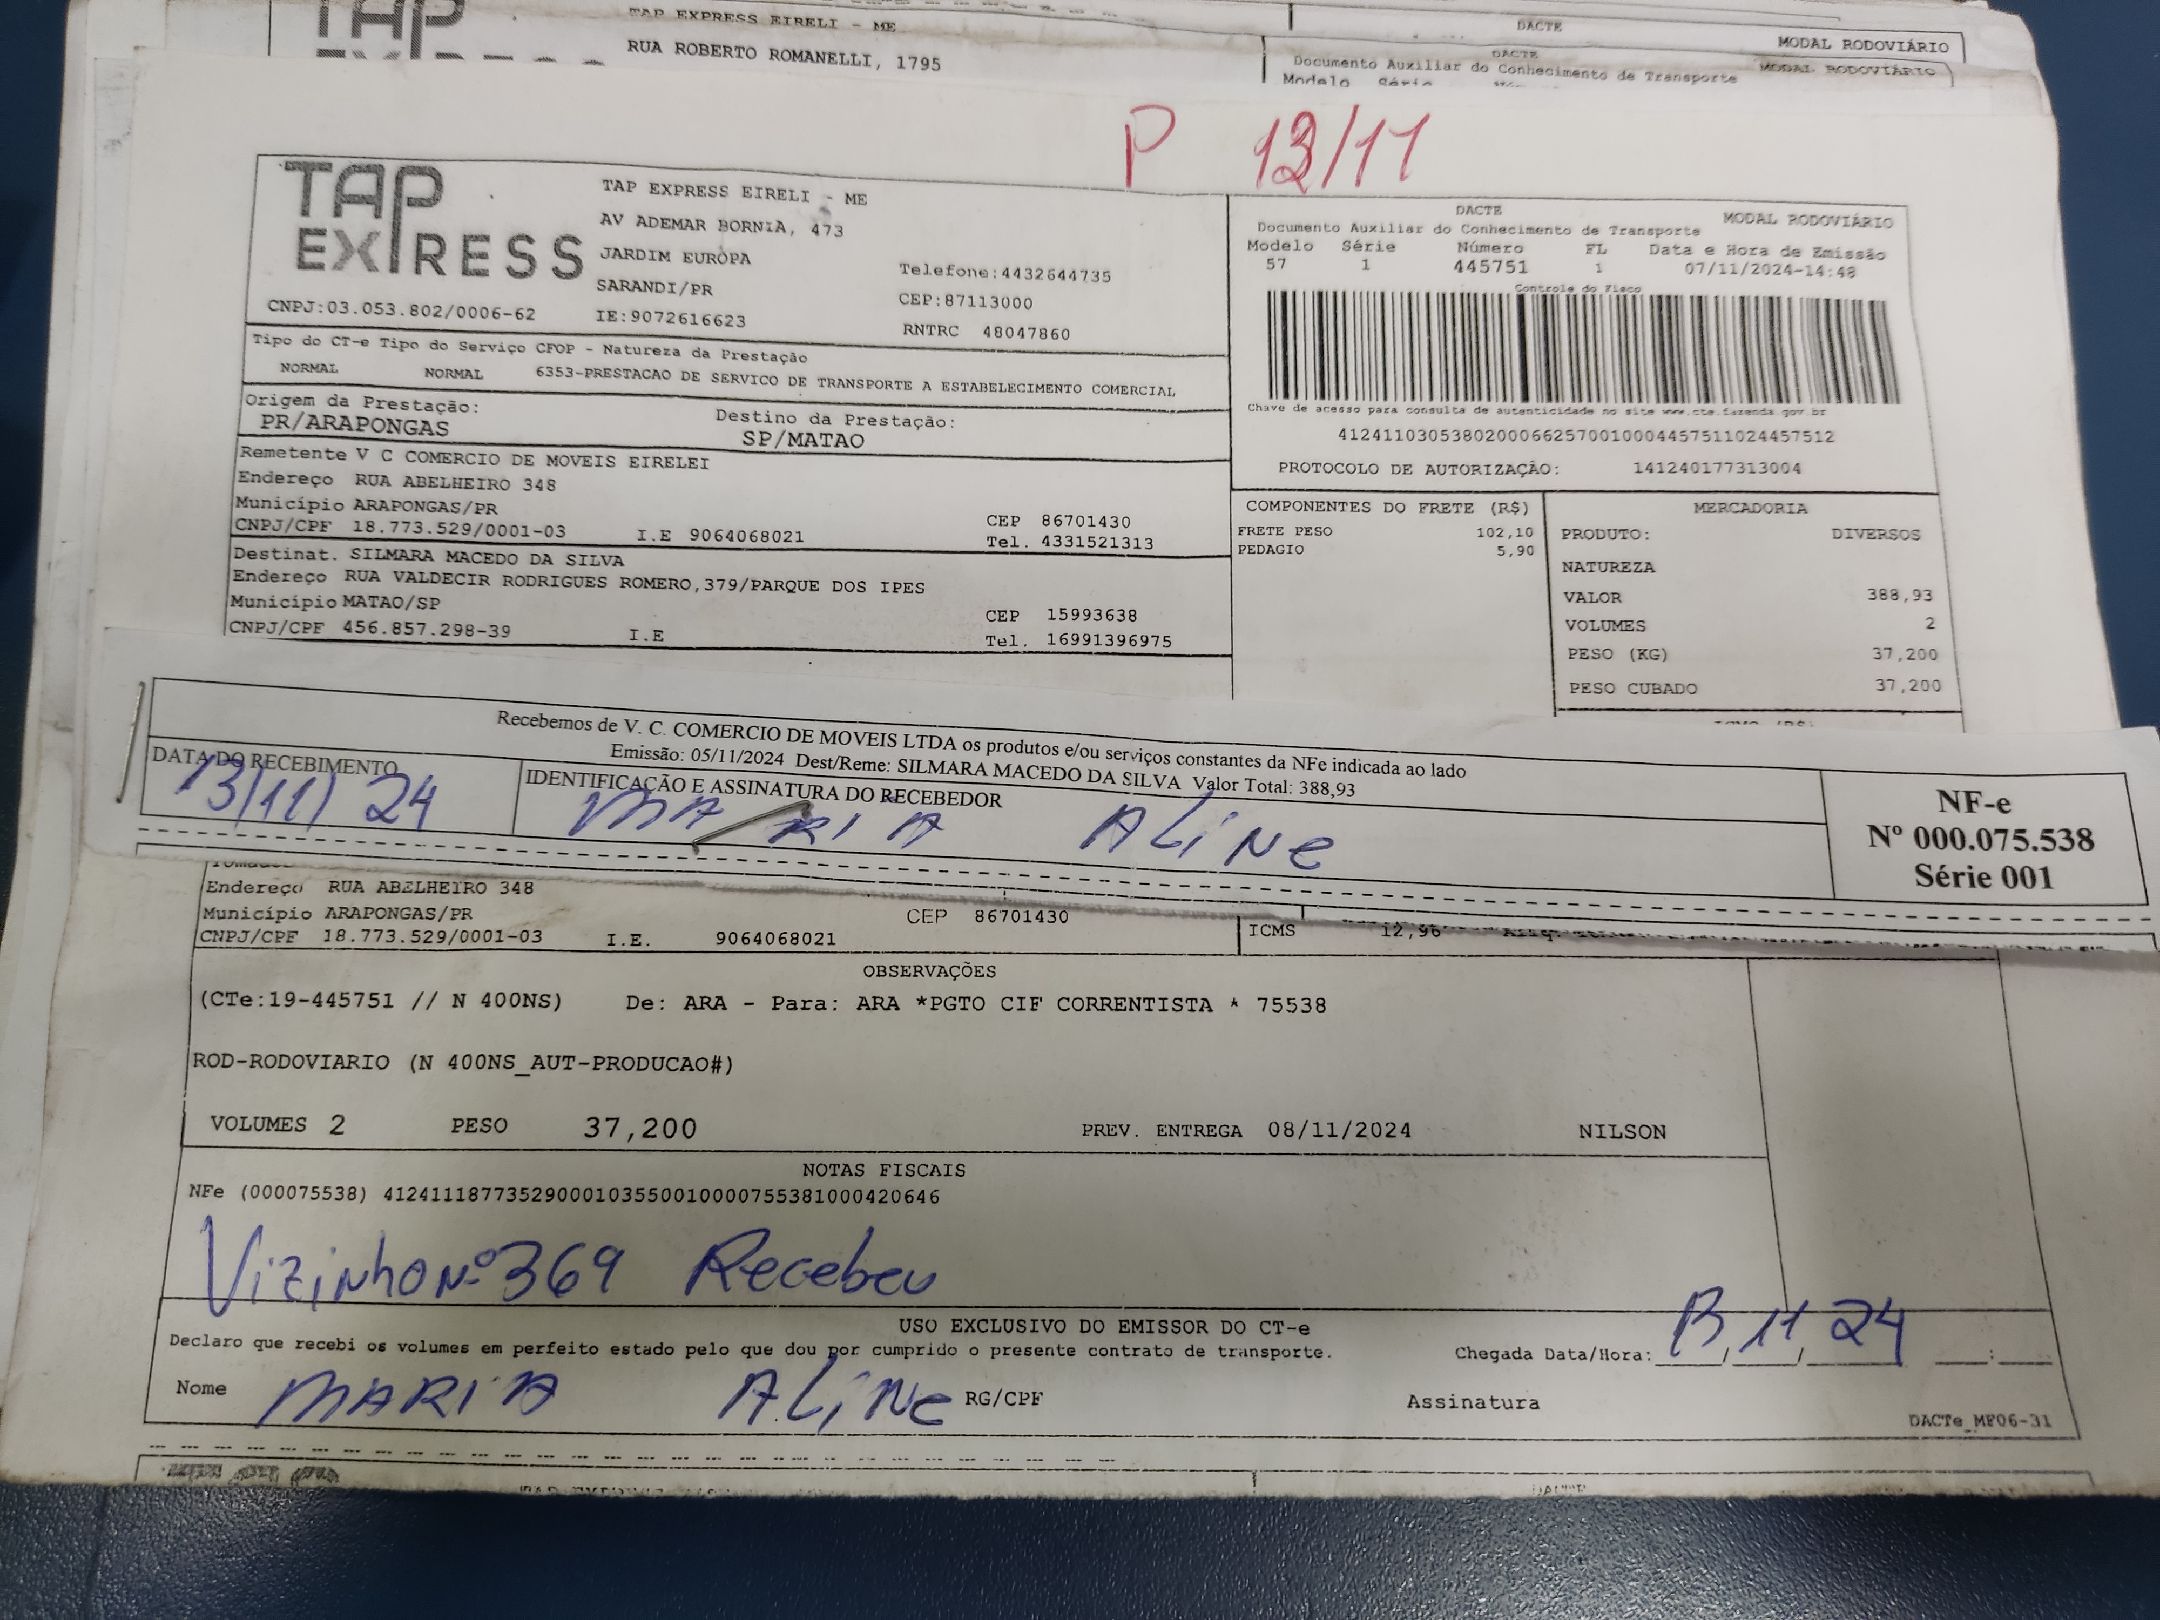 TAP EXPRESS EIRELI - ME
RUA ROBERTO ROMANELLI, 1795
DACTE
MODAL RODOVIÁRIO
DACTE
MODAL RODOVIÁRIO
Documento Auxiliar do Conhecimento de Transporte
Modelo Série
P 13/11
TAP EXPRESS
TAP EXPRESS EIRELI - ME
AV ADEMAR BORNIA, 473
JARDIM EUROPA
SARANDI/PR
Telefone:4432644735
CEP:87113000
CNPJ:03.053.802/0006-62 IE:9072616623 RNTRC 48047860
DACTE MODAL RODOVIÁRIO
Documento Auxiliar do Conhecimento de Transporte
Modelo Série Número FL Data e Hora de Emissão
57 1 445751 1 07/11/2024-14:48
Controle do Fisco
Chave de acesso para consulta de autenticidade no site www.cte.fazenda.gov.br
41241103053802000662570010004457511024457512
PROTOCOLO DE AUTORIZAÇÃO: 141240177313004
Tipo do CT-e Tipo do Serviço CFOP - Natureza da Prestação
NORMAL NORMAL 6353-PRESTACAO DE SERVICO DE TRANSPORTE A ESTABELECIMENTO COMERCIAL
Origem da Prestação: Destino da Prestação:
PR/ARAPONGAS SP/MATAO
Remetente V C COMERCIO DE MOVEIS EIRELEI
Endereço RUA ABELHEIRO 348
Município ARAPONGAS/PR CEP 86701430
CNPJ/CPF 18.773.529/0001-03 I.E 9064068021 Tel. 4331521313
Destinat. SILMARA MACEDO DA SILVA
Endereço RUA VALDECIR RODRIGUES ROMERO,379/PARQUE DOS IPES
Município MATAO/SP CEP 15993638
CNPJ/CPF 456.857.298-39 I.E Tel. 16991396975
COMPONENTES DO FRETE (R$)
FRETE PESO 102,10
PEDAGIO 5,90
MERCADORIA
PRODUTO: DIVERSOS
NATUREZA
VALOR 388,93
VOLUMES 2
PESO (KG) 37,200
PESO CUBADO 37,200
Recebemos de V. C. COMERCIO DE MOVEIS LTDA os produtos e/ou serviços constantes da NFe indicada ao lado
Emissão: 05/11/2024 Dest/Reme: SILMARA MACEDO DA SILVA Valor Total: 388,93
DATA DO RECEBIMENTO
13/11/24
IDENTIFICAÇÃO E ASSINATURA DO RECEBEDOR
MARIA ALiNe
NF-e
Nº 000.075.538
Série 001
Endereço RUA ABELHEIRO 348
Município ARAPONGAS/PR CEP 86701430
CNPJ/CPF 18.773.529/0001-03 I.E. 9064068021
ICMS 12,96
OBSERVAÇÕES
(CTe:19-445751 // N 400NS) De: ARA - Para: ARA *PGTO CIF CORRENTISTA * 75538
ROD-RODOVIARIO (N 400NS_AUT-PRODUCAO#)
VOLUMES 2 PESO 37,200 PREV. ENTREGA 08/11/2024 NILSON
NOTAS FISCAIS
NFe (000075538) 41241118773529000103550010000755381000420646
Vizinho nº 369 Recebeu
USO EXCLUSIVO DO EMISSOR DO CT-e
Declaro que recebi os volumes em perfeito estado pelo que dou por cumprido o presente contrato de transporte.
Chegada Data/Hora: 13/11/24 __:__
Nome MARIA ALiNe RG/CPF Assinatura
DACTe_MF06-31